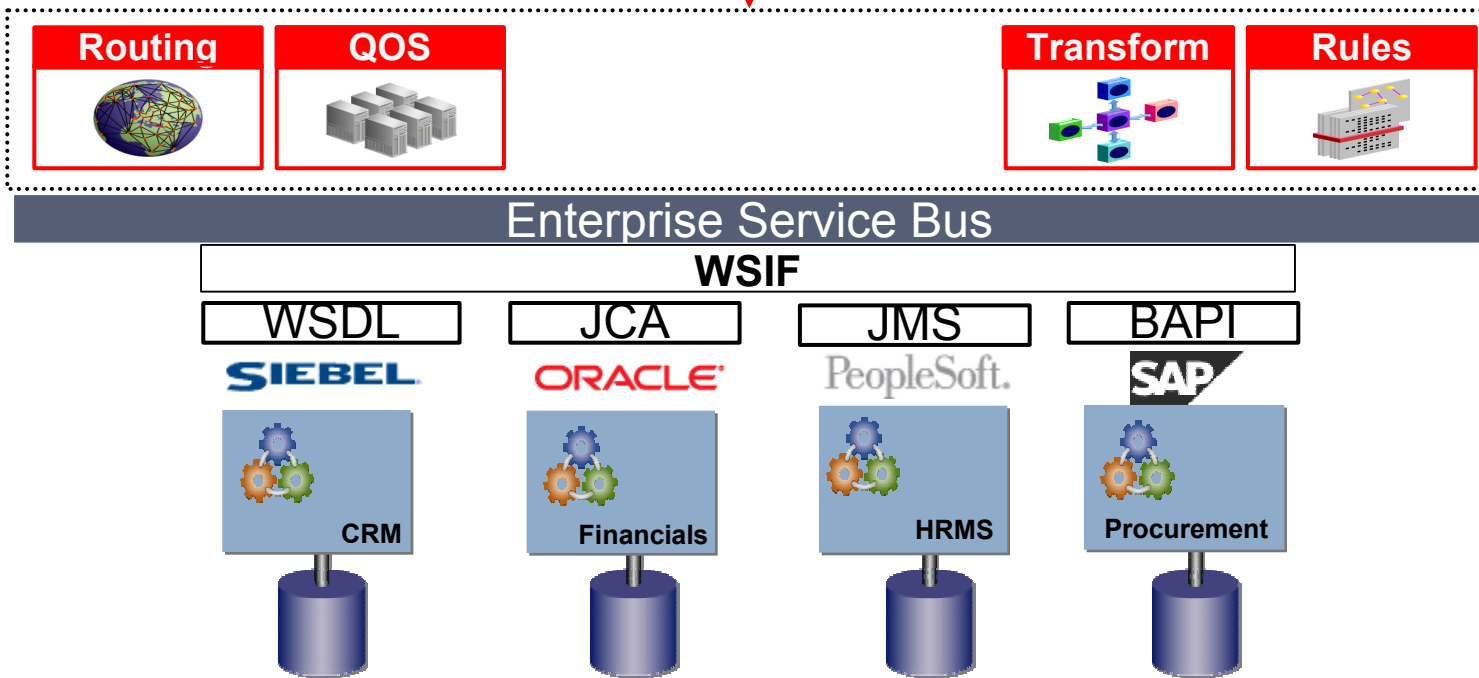 Routing
QOS
Transform
Rules
Enterprise Service Bus
WSIF
WSDL
JCA
JMS
BAPI
SIEBEL.
ORACLE®
PeopleSoft.
SAP
CRM
Financials
HRMS
Procurement